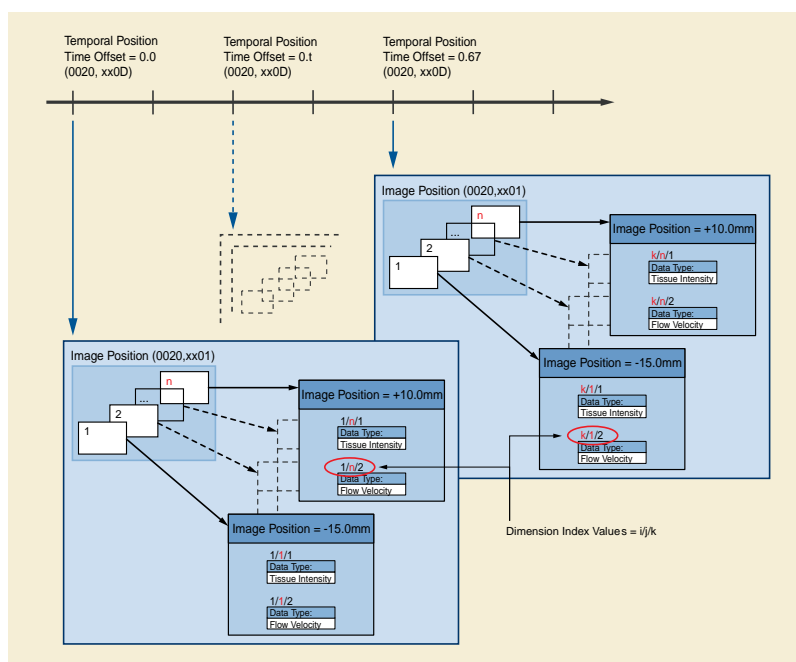 Temporal Position
Time Offset = 0.0
(0020, xx0D)
Temporal Position
Time Offset = 0.t
(0020, xx0D)
Temporal Position
Time Offset = 0.67
(0020, xx0D)
Image Position (0020,xx01)
n
...
2
1
Image Position = +10.0mm
k/n/1
Data Type:
Tissue Intensity
k/n/2
Data Type:
Flow Velocity
Image Position = -15.0mm
k/1/1
Data Type:
Tissue Intensity
k/1/2
Data Type:
Flow Velocity
Image Position (0020,xx01)
n
...
2
1
Image Position = +10.0mm
1/n/1
Data Type:
Tissue Intensity
1/n/2
Data Type:
Flow Velocity
Image Position = -15.0mm
1/1/1
Data Type:
Tissue Intensity
1/1/2
Data Type:
Flow Velocity
Dimension Index Values = i/j/k